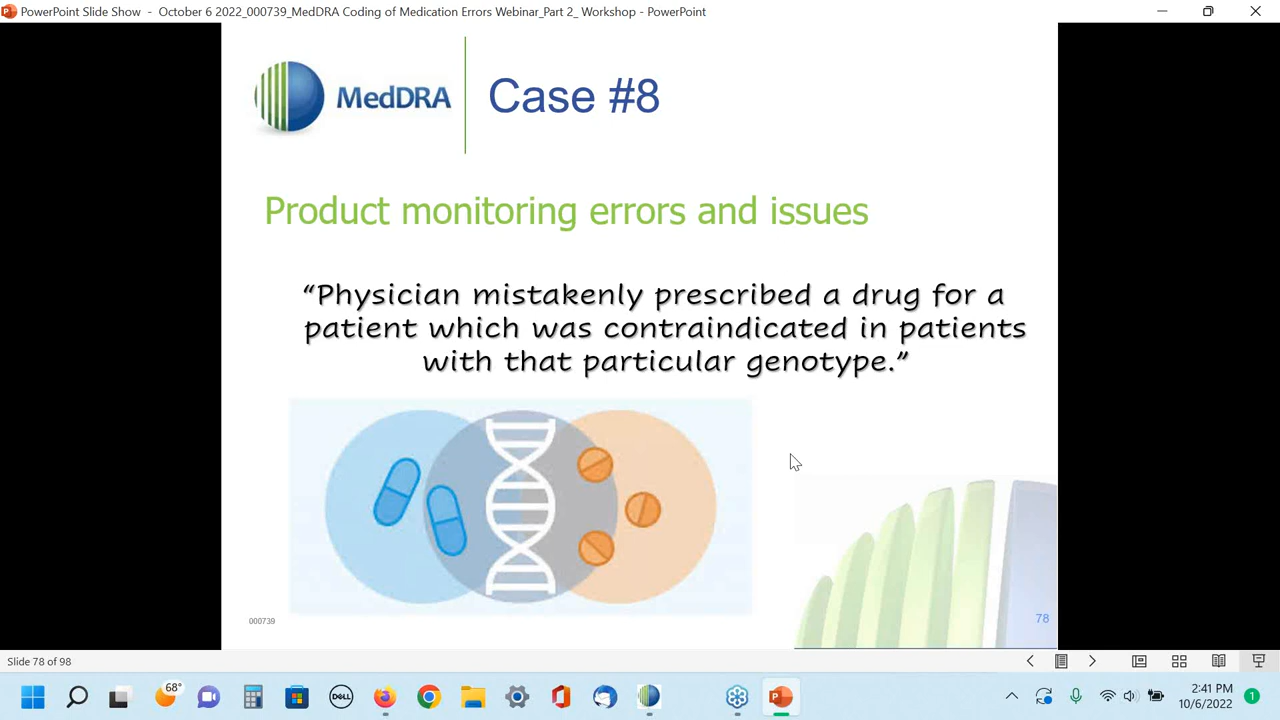 PowerPoint Slide Show - October 6 2022_000739_MedDRA Coding of Medication Errors Webinar_Part 2_ Workshop - PowerPoint
MedDRA
Case #8
Product monitoring errors and issues
“Physician mistakenly prescribed a drug for a
patient which was contraindicated in patients
with that particular genotype.”
000739
78
Slide 78 of 98
68°
DELL
2:41 PM
10/6/2022
1